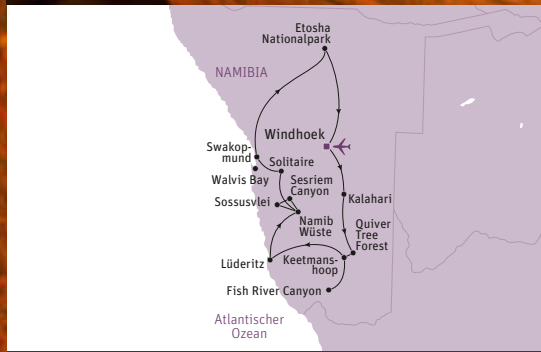 Etosha
Nationalpark
NAMIBIA
Windhoek
Swakop-
mund
Solitaire
Walvis Bay
Sesriem
Canyon
Kalahari
Sossusvlei
Namib
Wüste
Quiver
Tree
Forest
Lüderitz
Keetmans-
hoop
Fish River Canyon
Atlantischer
Ozean